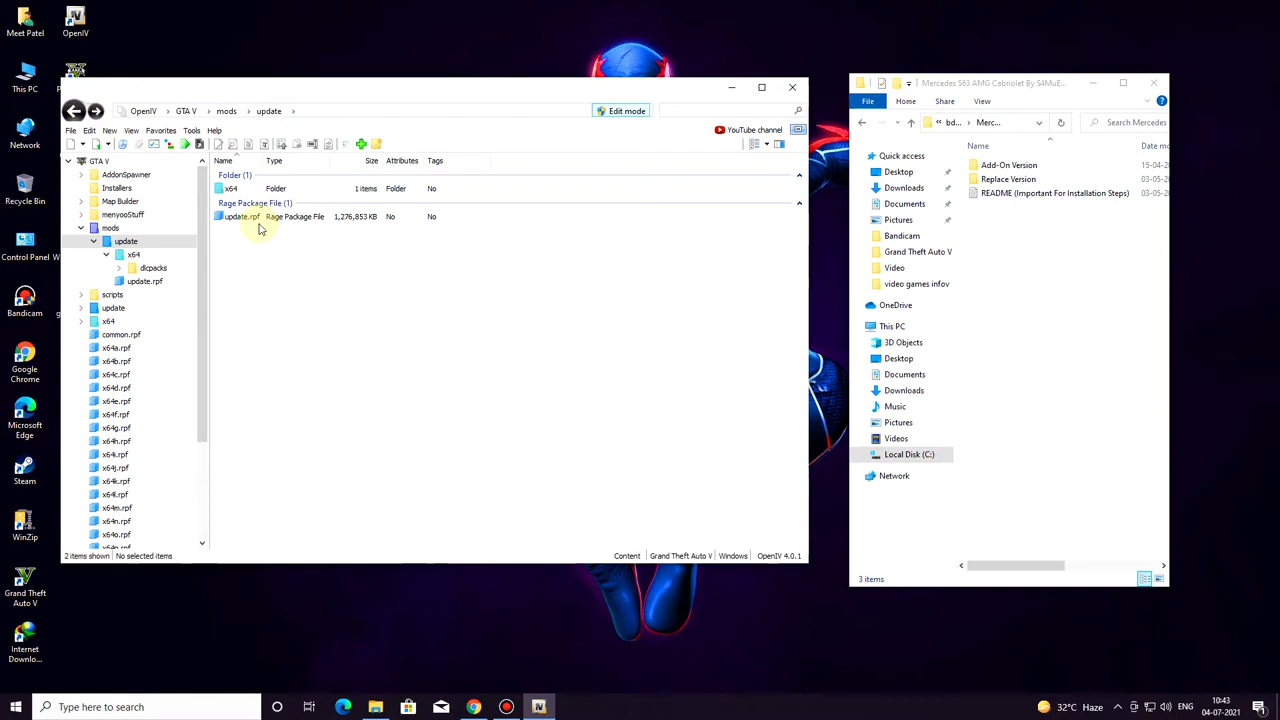 Meet Patel
OpenIV
This PC
Network
Recycle Bin
Control Panel
Bandicam
Google
Chrome
Microsoft
Edge
Steam
WinZip
Grand Theft
Auto V
Internet
Downlo...
OpenIV
GTA V
mods
update
Edit mode
File
Edit
New
View
Favorites
Tools
Help
YouTube channel
GTA V
AddonSpawner
Installers
Map Builder
menyooStuff
mods
update
x64
dlcpacks
update.rpf
scripts
update
x64
common.rpf
x64a.rpf
x64b.rpf
x64c.rpf
x64d.rpf
x64e.rpf
x64f.rpf
x64g.rpf
x64h.rpf
x64i.rpf
x64j.rpf
x64k.rpf
x64l.rpf
x64m.rpf
x64n.rpf
x64o.rpf
Name Type Size Attributes Tags
Folder (1)
x64 Folder 1 items Folder No
Rage Package File (1)
update.rpf Rage Package File 1,276,853 KB No No
2 items shown No selected items Content Grand Theft Auto V Windows OpenIV 4.0.1
Mercedes S63 AMG Cabriolet By S4MuE...
File Home Share View
« bd... Merc... Search Mercedes
Quick access
Desktop
Downloads
Documents
Pictures
Bandicam
Grand Theft Auto V
Video
video games infov
OneDrive
This PC
3D Objects
Desktop
Documents
Downloads
Music
Pictures
Videos
Local Disk (C:)
Network
Name Date mo
Add-On Version 15-04-
Replace Version 03-05-
README (Important For Installation Steps) 03-05-
3 items
Type here to search
32°C Haze
ENG
10:43
04-07-2021